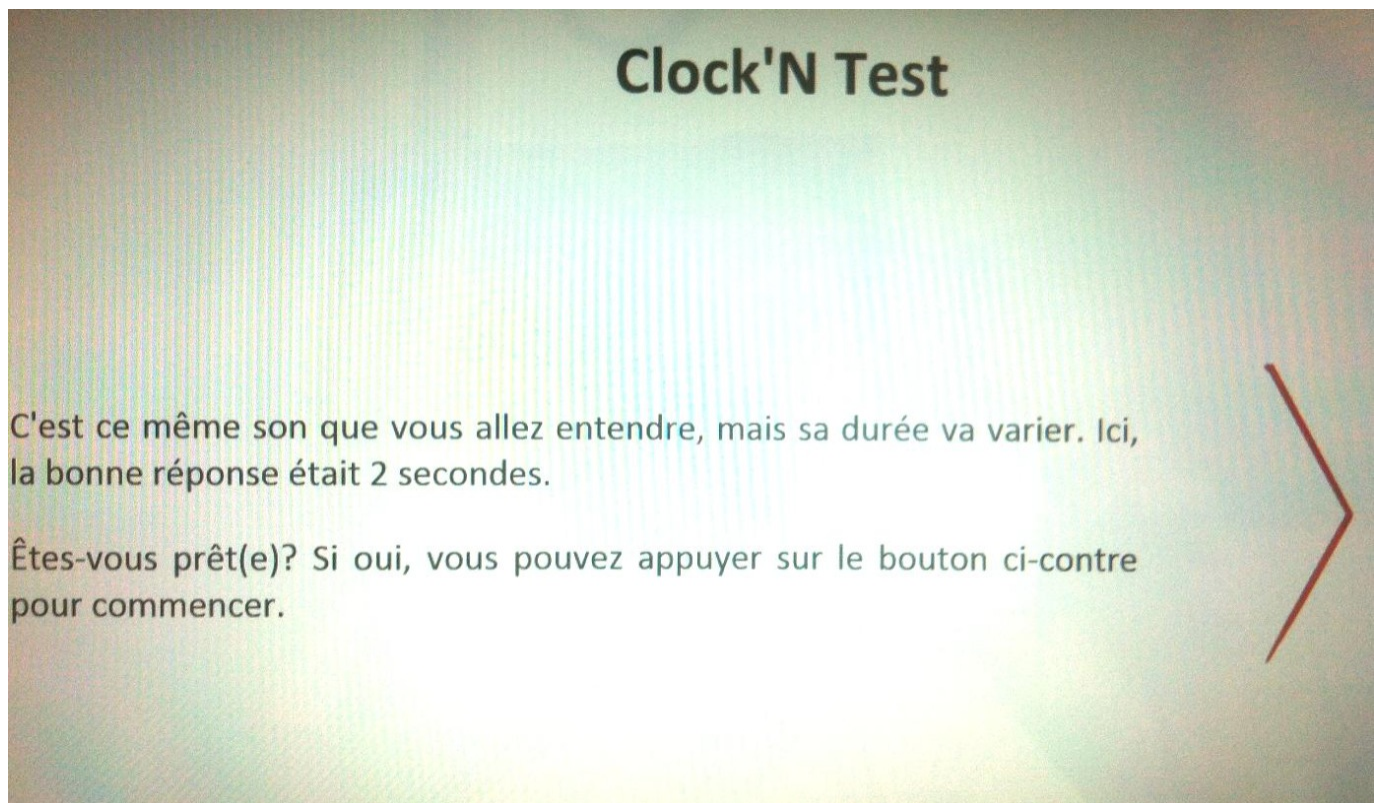 Clock'N Test
C'est ce même son que vous allez entendre, mais sa durée va varier. Ici,
la bonne réponse était 2 secondes.
Êtes-vous prêt(e)? Si oui, vous pouvez appuyer sur le bouton ci-contre
pour commencer.